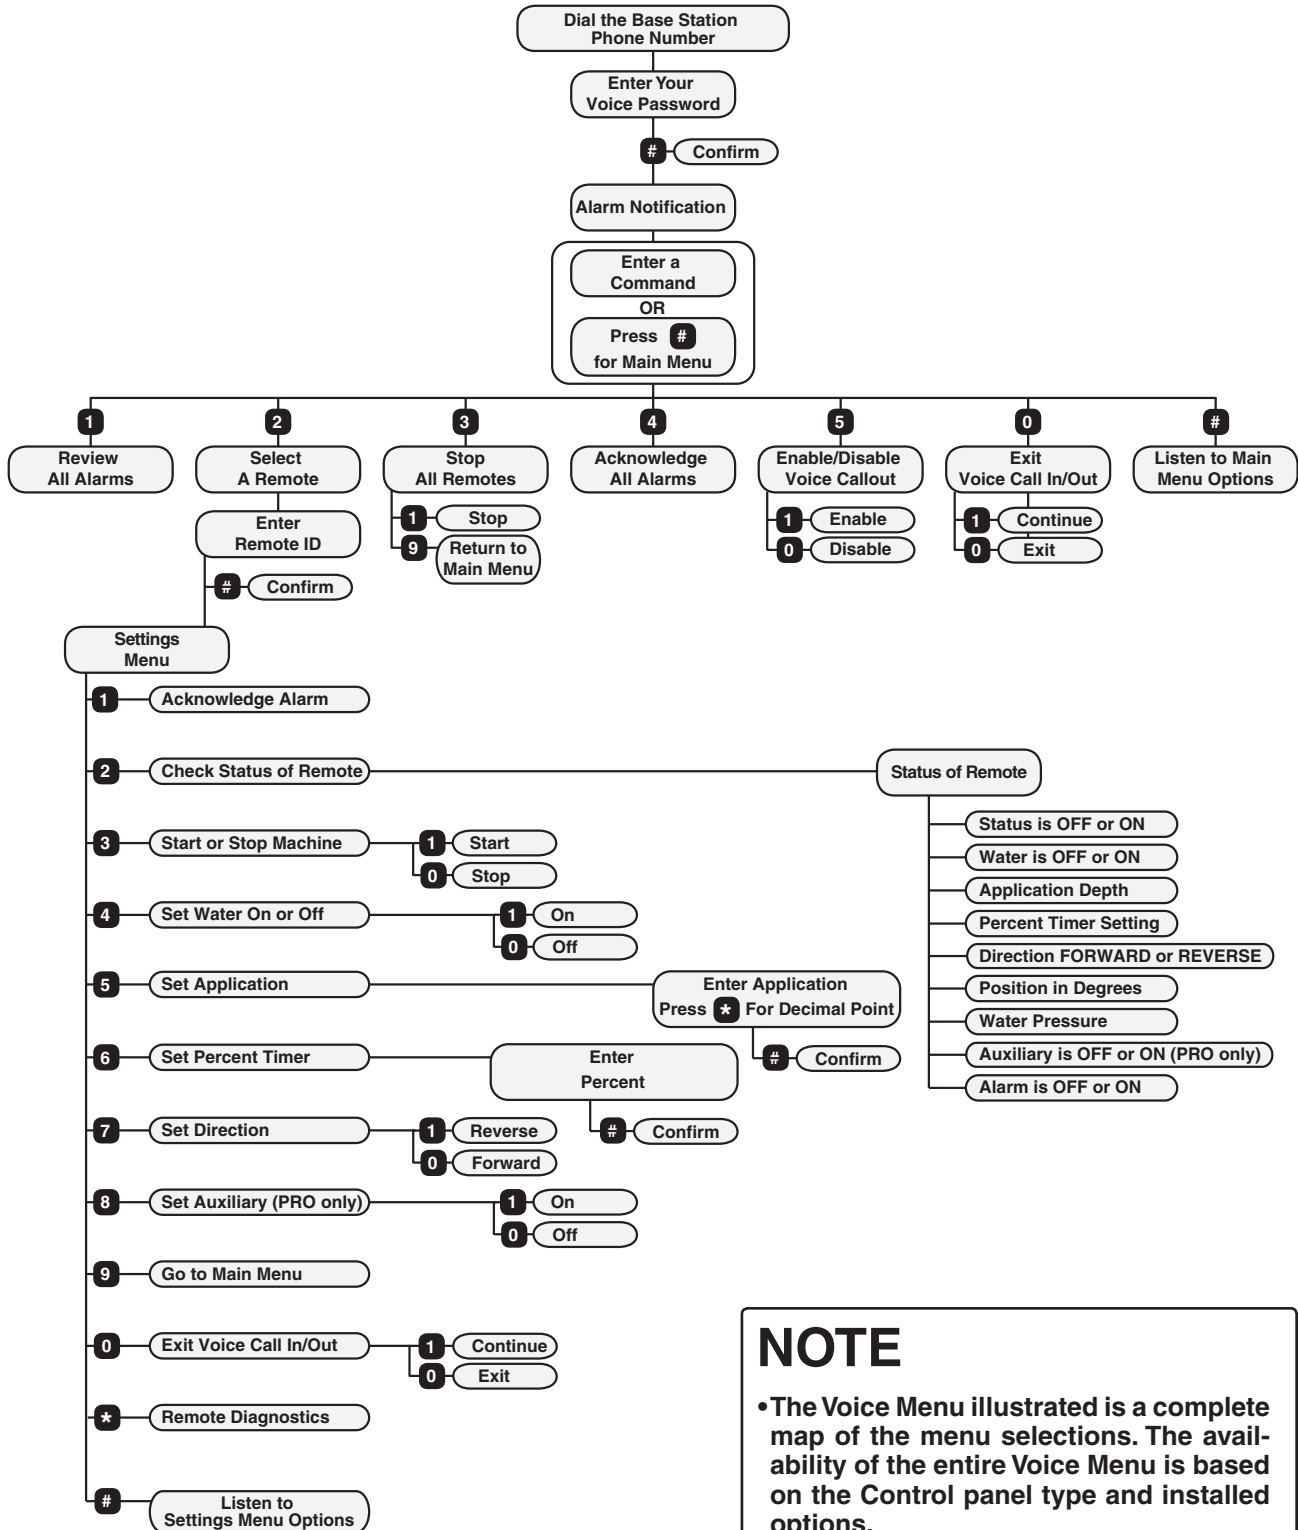 Dial the Base Station
Phone Number
Enter Your
Voice Password
# Confirm
Alarm Notification
Enter a
Command
OR
Press #
for Main Menu
1
Review
All Alarms
2
Select
A Remote
Enter
Remote ID
# Confirm
3
Stop
All Remotes
1 Stop
9 Return to
Main Menu
4
Acknowledge
All Alarms
5
Enable/Disable
Voice Callout
1 Enable
0 Disable
0
Exit
Voice Call In/Out
1 Continue
0 Exit
#
Listen to Main
Menu Options
Settings
Menu
1 Acknowledge Alarm
2 Check Status of Remote
Status of Remote
Status is OFF or ON
Water is OFF or ON
Application Depth
Percent Timer Setting
Direction FORWARD or REVERSE
Position in Degrees
Water Pressure
Auxiliary is OFF or ON (PRO only)
Alarm is OFF or ON
3 Start or Stop Machine
1 Start
0 Stop
4 Set Water On or Off
1 On
0 Off
5 Set Application
Enter Application
Press * For Decimal Point
# Confirm
6 Set Percent Timer
Enter
Percent
# Confirm
7 Set Direction
1 Reverse
0 Forward
8 Set Auxiliary (PRO only)
1 On
0 Off
9 Go to Main Menu
0 Exit Voice Call In/Out
1 Continue
0 Exit
* Remote Diagnostics
# Listen to
Settings Menu Options
NOTE
•The Voice Menu illustrated is a complete
map of the menu selections. The avail-
ability of the entire Voice Menu is based
on the Control panel type and installed
options.